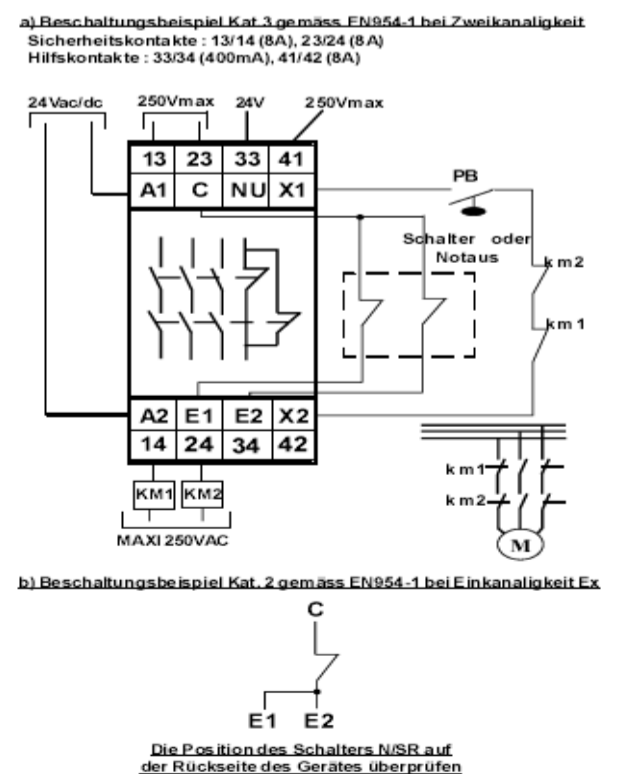 a) Beschaltungsbeispiel Kat.3 gemäss EN954-1 bei Zweikanaligkeit
Sicherheitskontakte : 13/14 (8A), 23/24 (8A)
Hilfskontakte : 33/34 (400mA), 41/42 (8A)
24Vac/dc 250Vmax 24V 250Vmax
13 23 33 41
A1 C NU X1
PB
Schalter oder
Notaus
km2
km1
A2 E1 E2 X2
14 24 34 42
km1
KM1 KM2
km2
MAXI 250VAC
M
b) Beschaltungsbeispiel Kat. 2 gemäss EN954-1 bei Einkanaligkeit Ex
C
E1 E2
Die Position des Schalters N/SR auf
der Rückseite des Gerätes überprüfen